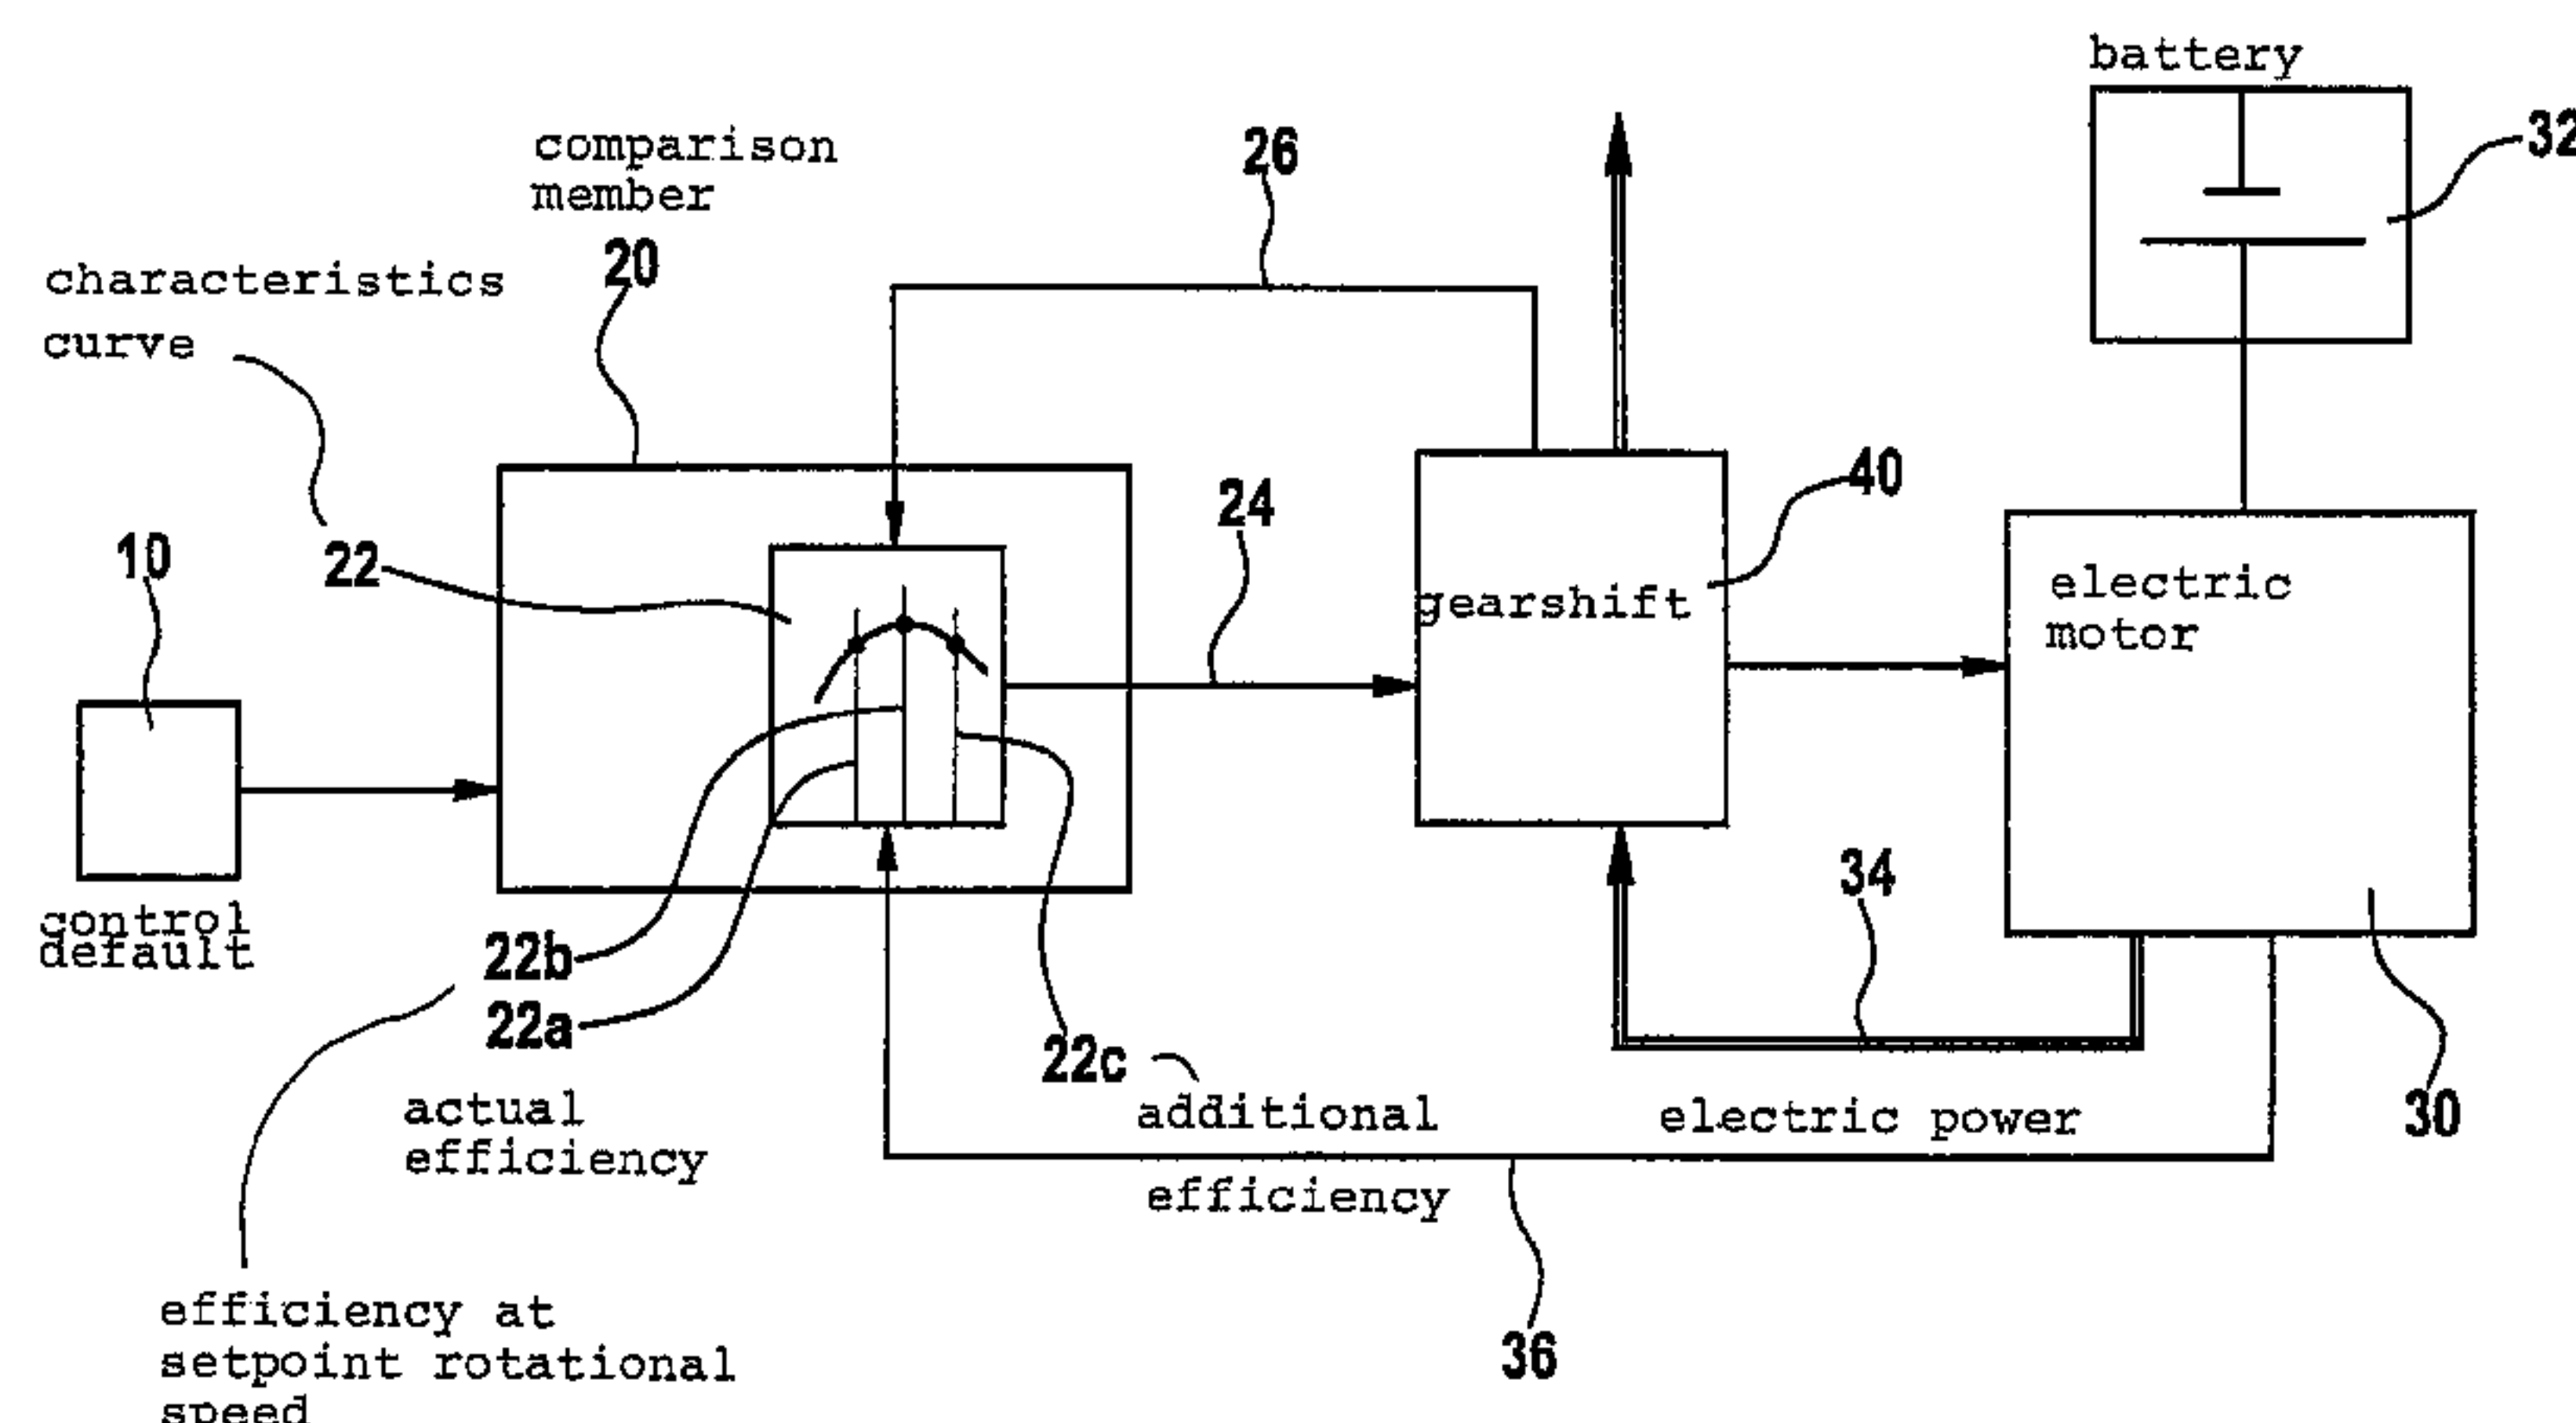 battery
32
comparison
member
26
20
characteristics
curve
40
24
10
22
gearshift
electric
motor
34
control
default
22b
22a
22c
30
actual
efficiency
additional
efficiency
electric power
36
efficiency at
setpoint rotational
speed